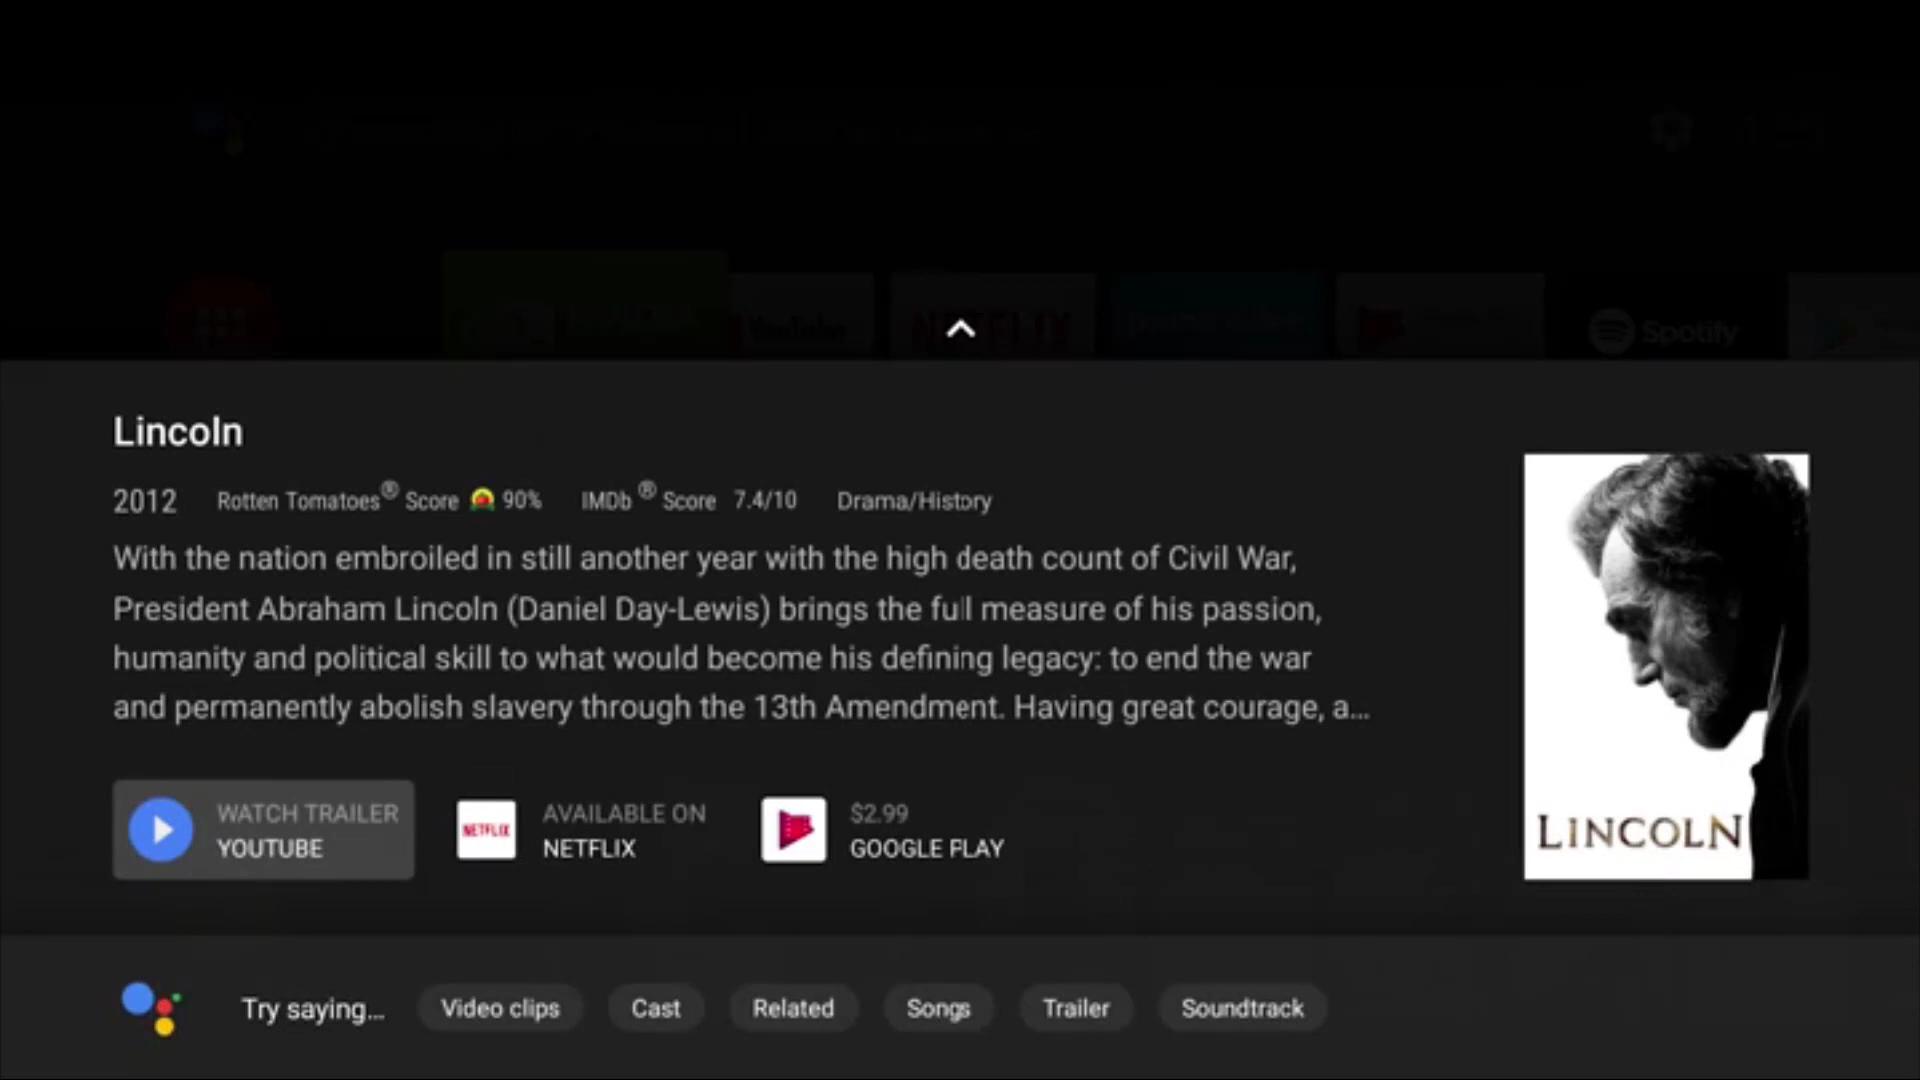 YouTube
NETFLIX
Spotify
Lincoln
2012 Rotten Tomatoes® Score 90% IMDb® Score 7.4/10 Drama/History
With the nation embroiled in still another year with the high death count of Civil War,
President Abraham Lincoln (Daniel Day-Lewis) brings the full measure of his passion,
humanity and political skill to what would become his defining legacy: to end the war
and permanently abolish slavery through the 13th Amendment. Having great courage, a...
WATCH TRAILER
YOUTUBE
NETFLIX
AVAILABLE ON
NETFLIX
$2.99
GOOGLE PLAY
LINCOLN
Try saying... Video clips Cast Related Songs Trailer Soundtrack